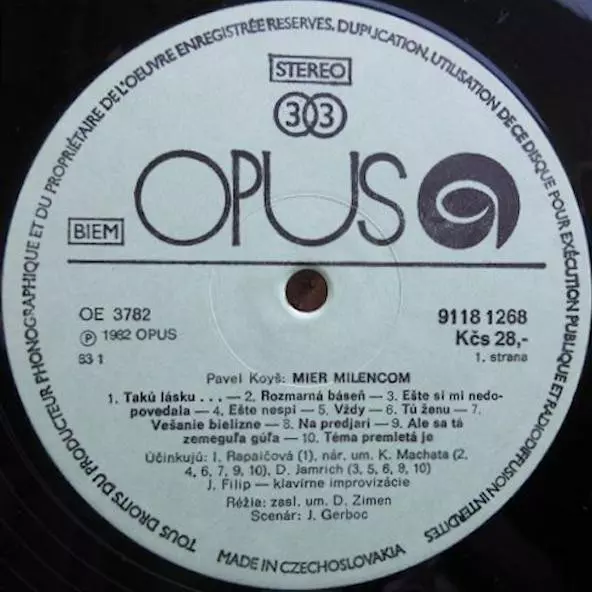 TOUS DROITS DU PRODUCTEUR PHONOGRAPHIQUE ET DU PROPRIÉTAIRE DE L'OEUVRE ENREGISTRÉE RESERVES. DUPLICATION, UTILISATION DE CE DISQUE POUR EXÉCUTION PUBLIQUE ET RADIODIFFUSION INTERDITES
STEREO
33
OPUS
BIEM
OE 3782
9118 1268
Ⓟ 1982 OPUS
Kčs 28,-
83 1
1. strana
Pavel Koyš: MIER MILENCOM
1. Takú lásku . . . — 2. Rozmarná báseň — 3. Ešte si mi nedo-
povedala — 4. Ešte nespi — 5. Vždy — 6. Tú ženu — 7.
Vešanie bielizne — 8. Na predjarí — 9. Ale sa tá
zemeguľa gúľa — 10. Téma premletá je
Účinkujú: I. Rapaičová (1), nár. um. K. Machata (2,
4, 6, 7, 9, 10), D. Jamrich (3, 5, 6, 9, 10)
J. Filip — klavírne improvizácie
Réžia: zasl. um. D. Zimen
Scenár: J. Gerboc
MADE IN CZECHOSLOVAKIA